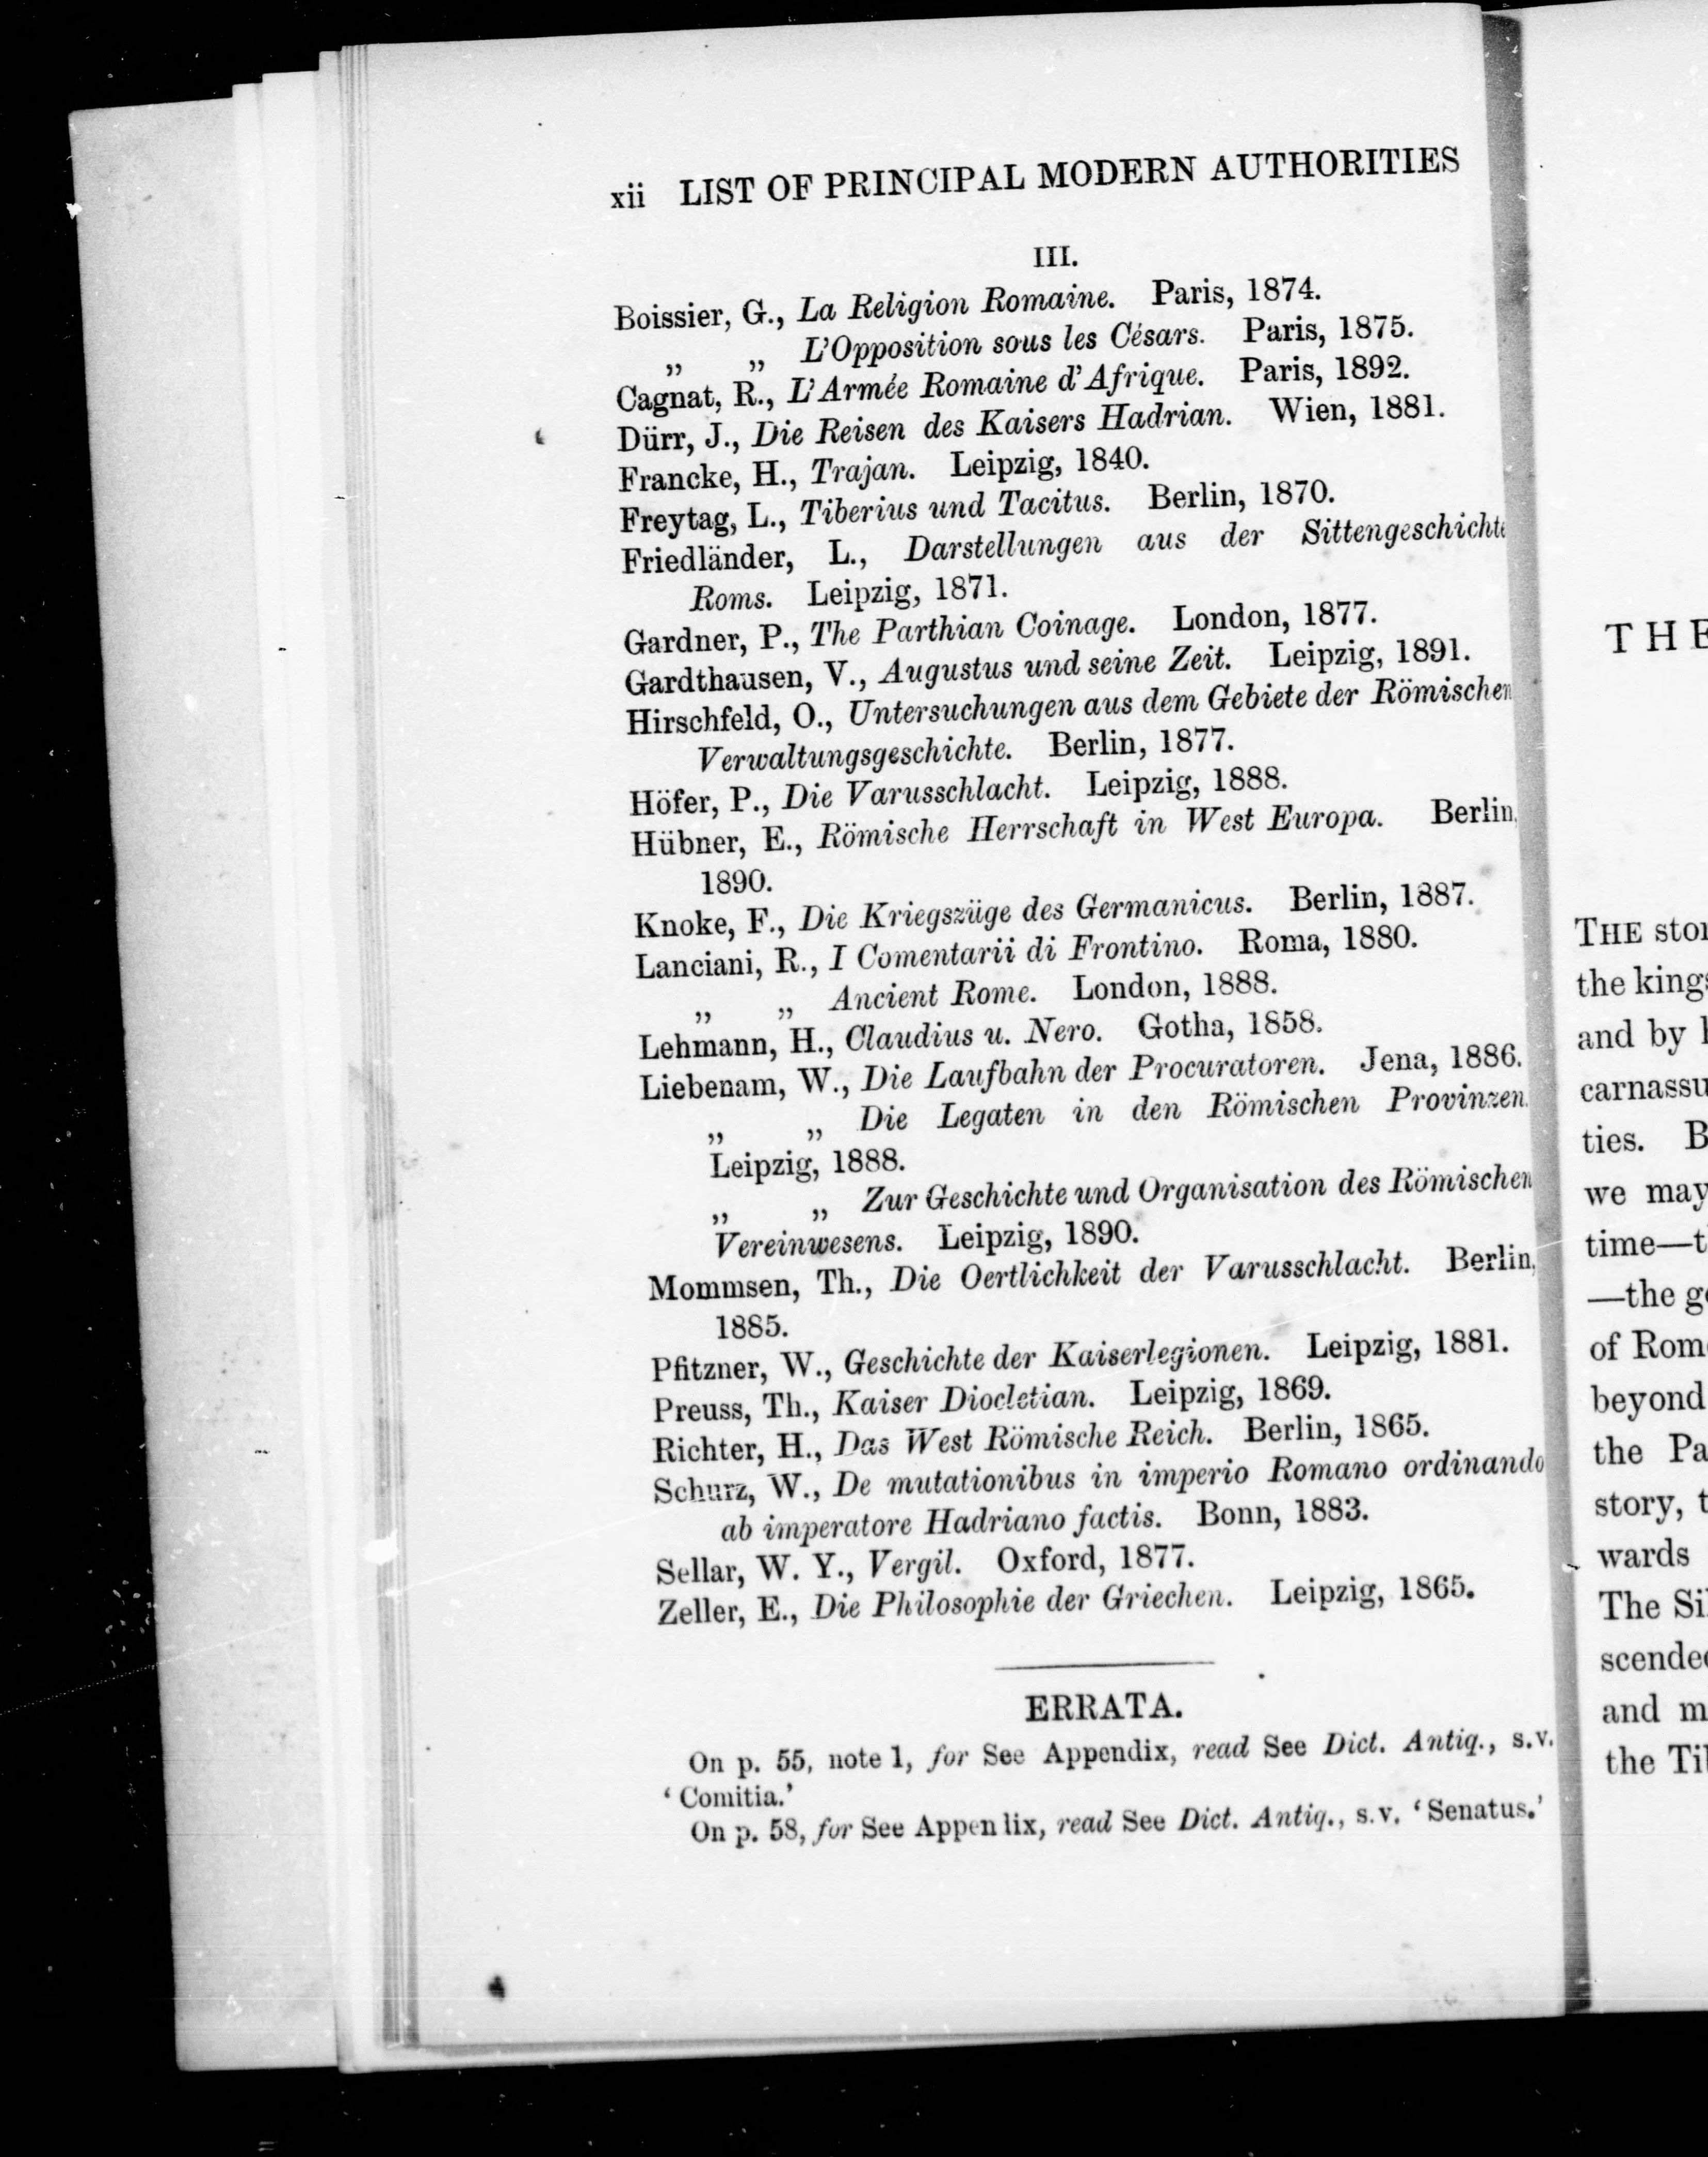 xii LIST OF PRINCIPAL MODERN AUTHORITIES
III.
Boissier, G., La Religion Romaine. Paris, 1874.
„ „ L'Opposition sous les Césars. Paris, 1875.
Cagnat, R., L'Armée Romaine d'Afrique. Paris, 1892.
Dürr, J., Die Reisen des Kaisers Hadrian. Wien, 1881.
Francke, H., Trajan. Leipzig, 1840.
Freytag, L., Tiberius und Tacitus. Berlin, 1870.
Friedländer, L., Darstellungen aus der Sittengeschichte
Roms. Leipzig, 1871.
Gardner, P., The Parthian Coinage. London, 1877.
Gardthausen, V., Augustus und seine Zeit. Leipzig, 1891.
Hirschfeld, O., Untersuchungen aus dem Gebiete der Römischen
Verwaltungsgeschichte. Berlin, 1877.
Höfer, P., Die Varusschlacht. Leipzig, 1888.
Hübner, E., Römische Herrschaft in West Europa. Berlin,
1890.
Knoke, F., Die Kriegszüge des Germanicus. Berlin, 1887.
Lanciani, R., I Comentarii di Frontino. Roma, 1880.
„ „ Ancient Rome. London, 1888.
Lehmann, H., Claudius u. Nero. Gotha, 1858.
Liebenam, W., Die Laufbahn der Procuratoren. Jena, 1886.
„ „ Die Legaten in den Römischen Provinzen.
Leipzig, 1888.
„ „ Zur Geschichte und Organisation des Römischen
Vereinwesens. Leipzig, 1890.
Mommsen, Th., Die Oertlichkeit der Varusschlacht. Berlin,
1885.
Pfitzner, W., Geschichte der Kaiserlegionen. Leipzig, 1881.
Preuss, Th., Kaiser Diocletian. Leipzig, 1869.
Richter, H., Das West Römische Reich. Berlin, 1865.
Schurz, W., De mutationibus in imperio Romano ordinando
ab imperatore Hadriano factis. Bonn, 1883.
Sellar, W. Y., Vergil. Oxford, 1877.
Zeller, E., Die Philosophie der Griechen. Leipzig, 1865.
ERRATA.
On p. 55, note 1, for See Appendix, read See Dict. Antiq., s.v.
'Comitia.'
On p. 58, for See Appendix, read See Dict. Antiq., s.v. 'Senatus.'
THE
THE
the
and by
ties.
we may
time—
—the
of
beyond
the
story,
wards
The
and
the